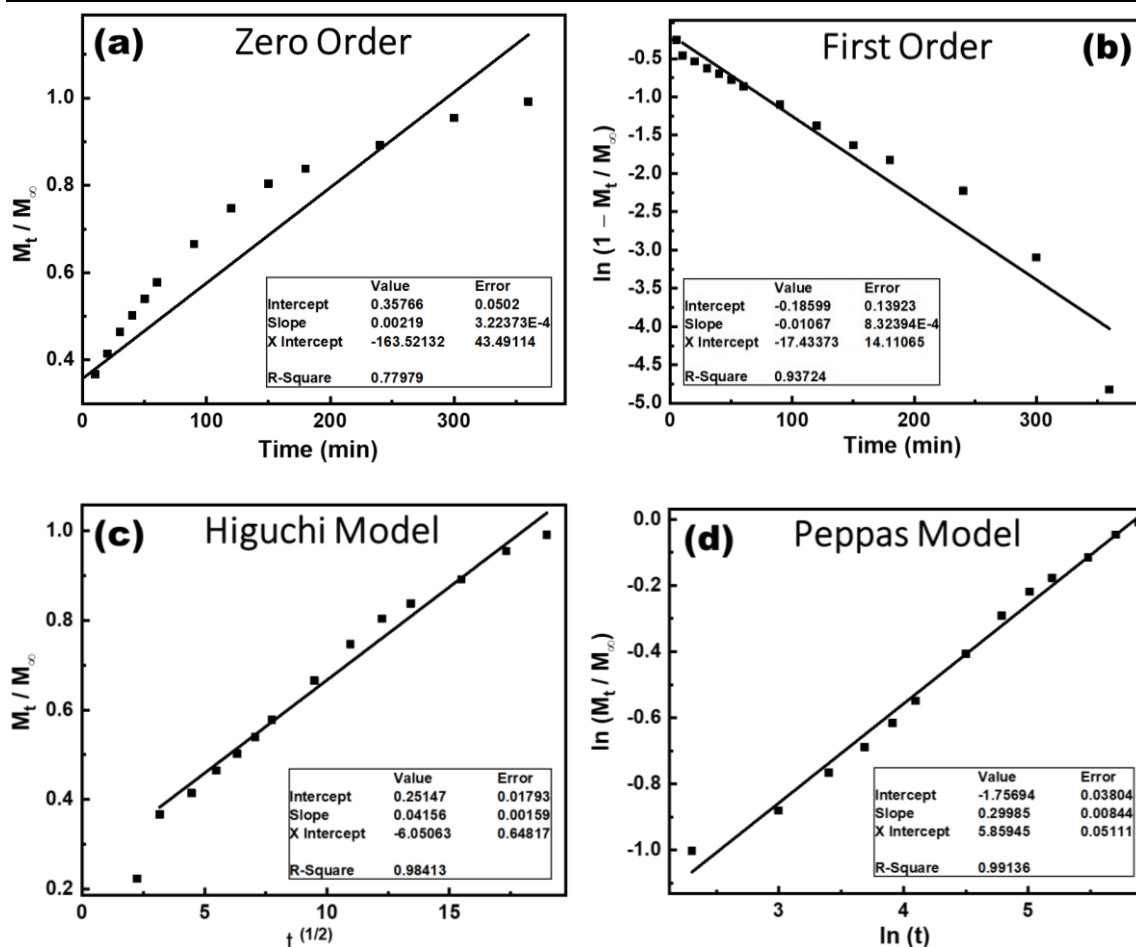 (a) Zero Order
M_t / M_∞
1.0
0.8
0.6
0.4
Value Error
Intercept 0.35766 0.0502
Slope 0.00219 3.22373E-4
X Intercept -163.52132 43.49114
R-Square 0.77979
0 100 200 300
Time (min)
First Order (b)
ln (1 – M_t / M_∞)
-0.5
-1.0
-1.5
-2.0
-2.5
-3.0
-3.5
-4.0
-4.5
-5.0
Value Error
Intercept -0.18599 0.13923
Slope -0.01067 8.32394E-4
X Intercept -17.43373 14.11065
R-Square 0.93724
0 100 200 300
Time (min)
(c) Higuchi Model
M_t / M_∞
1.0
0.8
0.6
0.4
0.2
Value Error
Intercept 0.25147 0.01793
Slope 0.04156 0.00159
X Intercept -6.05063 0.64817
R-Square 0.98413
0 5 10 15
t^(1/2)
(d) Peppas Model
ln (M_t / M_∞)
0.0
-0.2
-0.4
-0.6
-0.8
-1.0
Value Error
Intercept -1.75694 0.03804
Slope 0.29985 0.00844
X Intercept 5.85945 0.05111
R-Square 0.99136
3 4 5
ln (t)